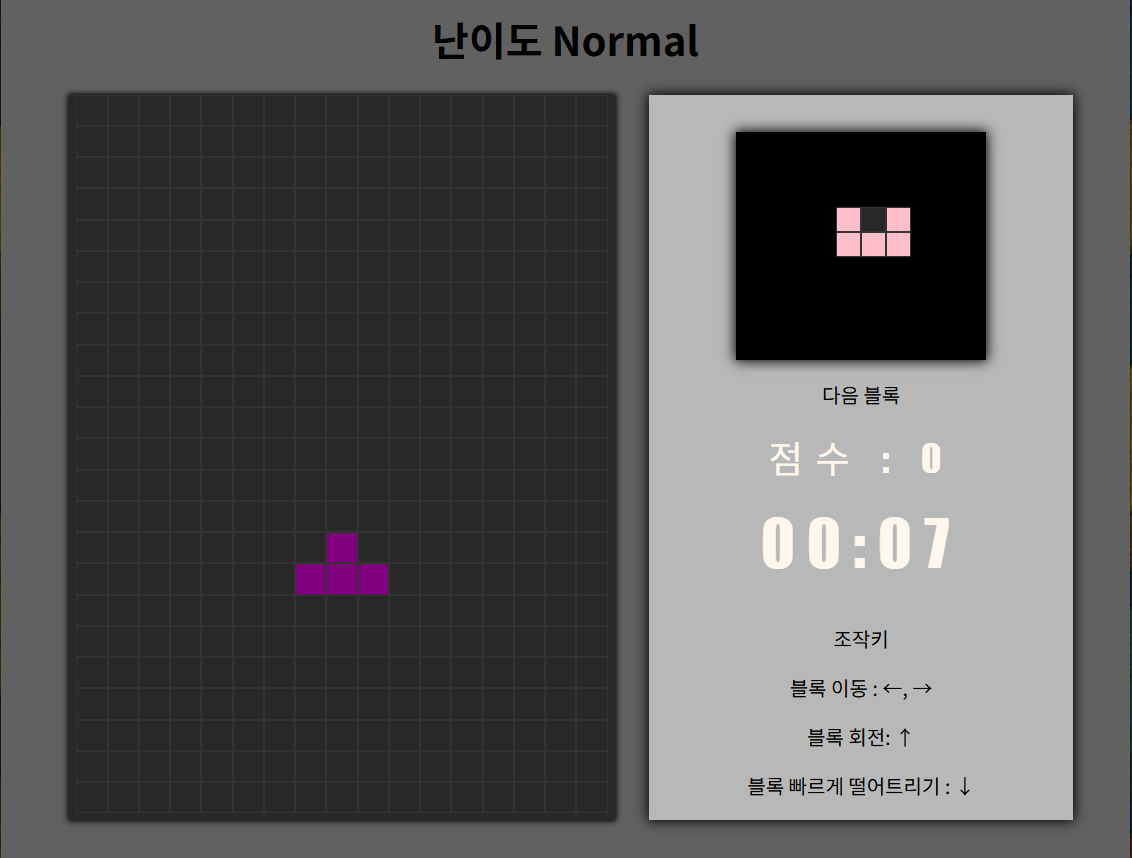 난이도 Normal
다음 블록
점수 : 0
00:07
조작키
블록 이동 : ←, →
블록 회전: ↑
블록 빠르게 떨어트리기 : ↓